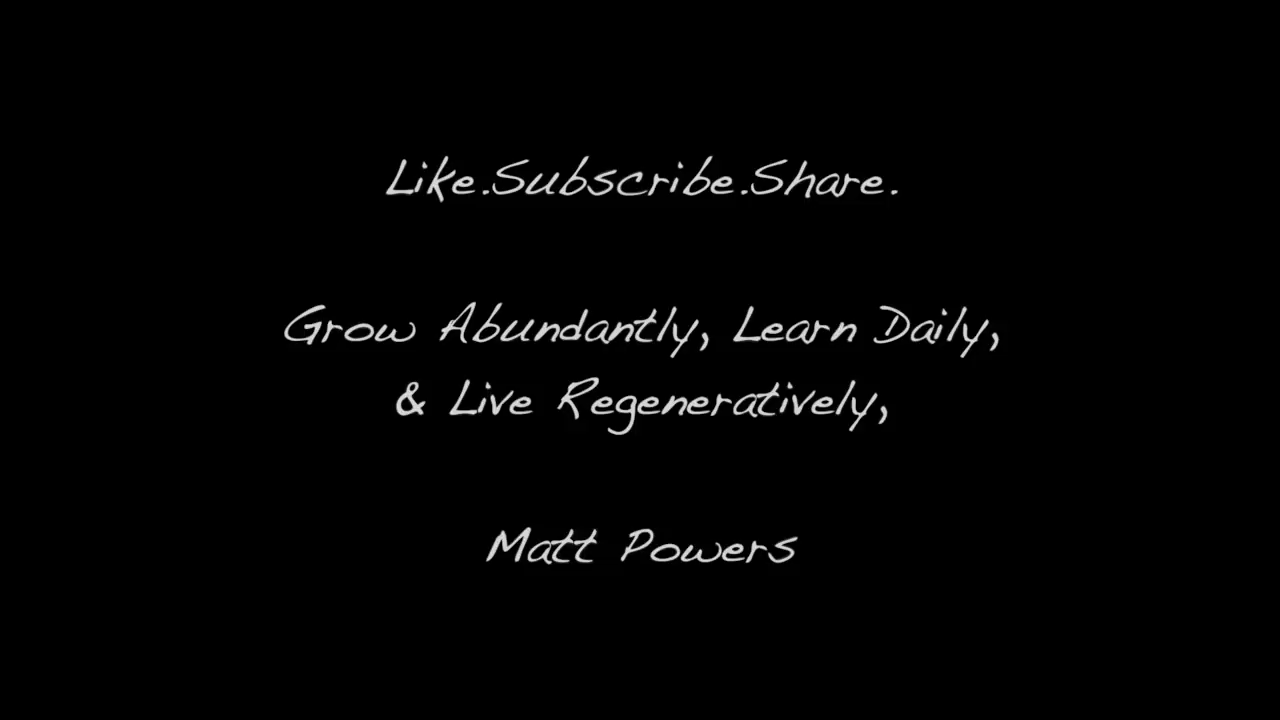 Like.Subscribe.Share.
Grow Abundantly, Learn Daily,
& Live Regeneratively,
Matt Powers